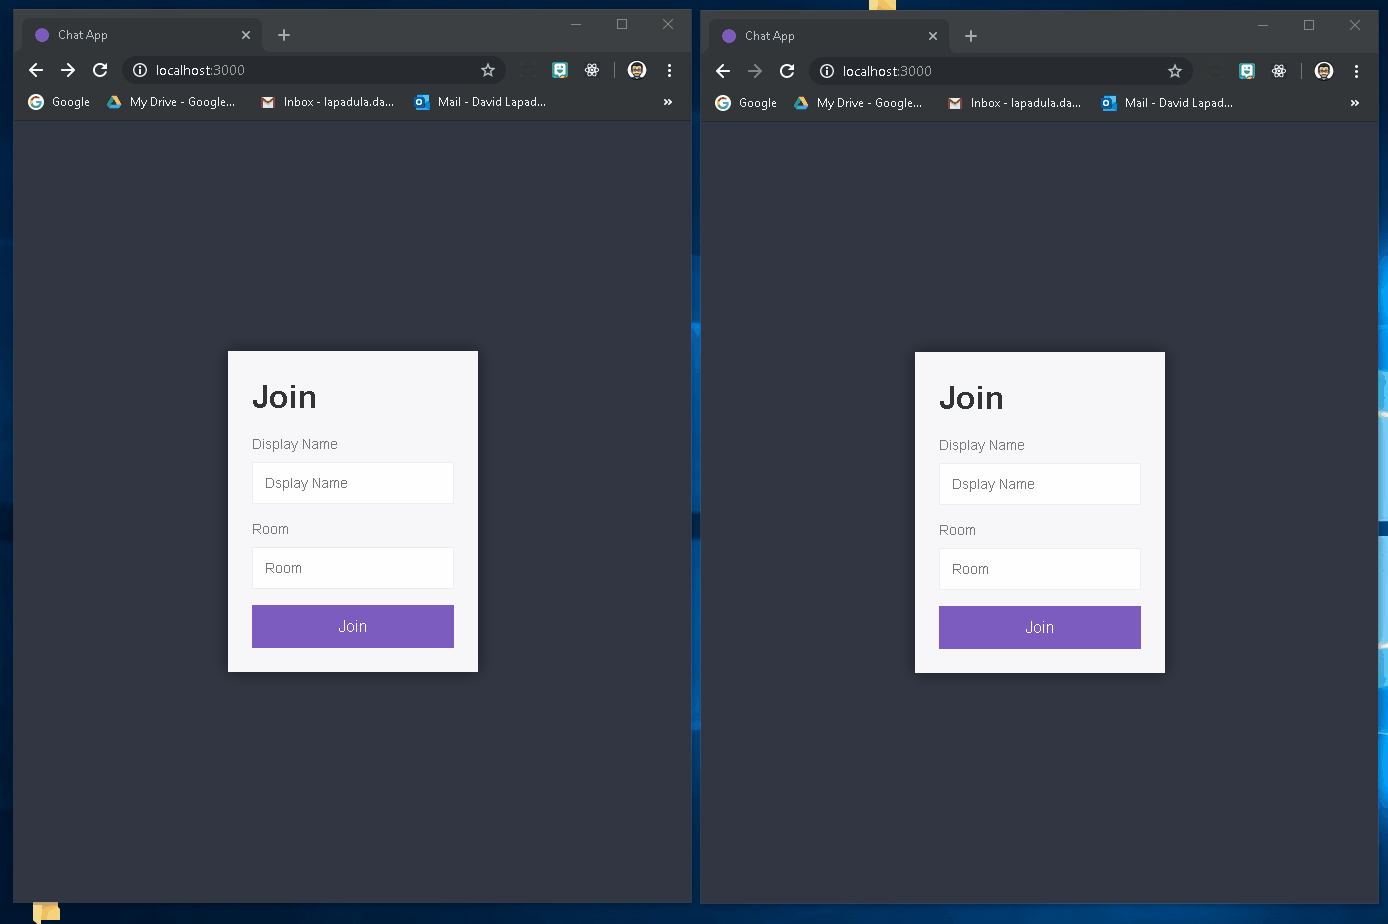 Chat App
localhost:3000
Google My Drive - Google... Inbox - lapadula.da... Mail - David Lapad... »
Join
Display Name
Dsplay Name
Room
Room
Join
Chat App
localhost:3000
Google My Drive - Google... Inbox - lapadula.da... Mail - David Lapad... »
Join
Display Name
Dsplay Name
Room
Room
Join